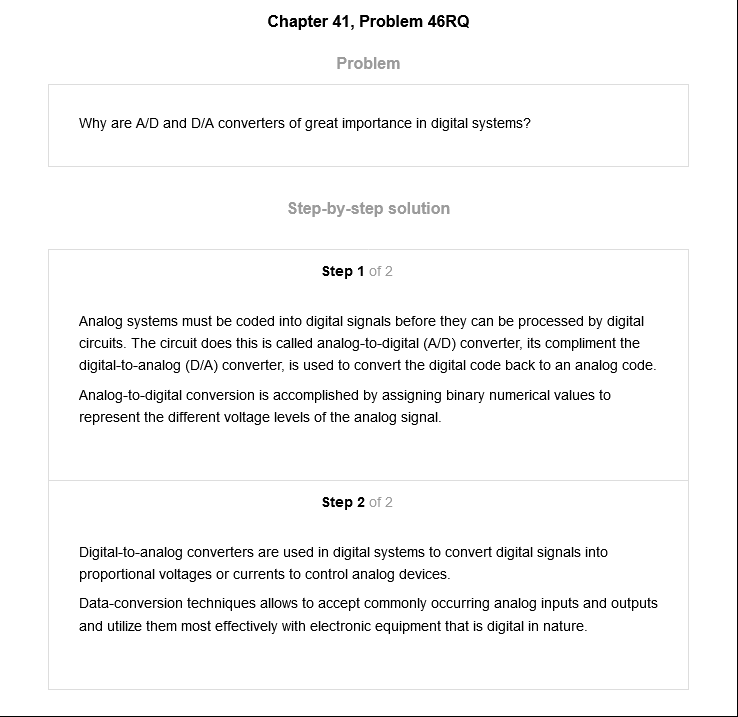 Chapter 41, Problem 46RQ
Problem
Why are A/D and D/A converters of great importance in digital systems?
Step-by-step solution
Step 1 of 2
Analog systems must be coded into digital signals before they can be processed by digital
circuits. The circuit does this is called analog-to-digital (A/D) converter, its compliment the
digital-to-analog (D/A) converter, is used to convert the digital code back to an analog code.
Analog-to-digital conversion is accomplished by assigning binary numerical values to
represent the different voltage levels of the analog signal.
Step 2 of 2
Digital-to-analog converters are used in digital systems to convert digital signals into
proportional voltages or currents to control analog devices.
Data-conversion techniques allows to accept commonly occurring analog inputs and outputs
and utilize them most effectively with electronic equipment that is digital in nature.